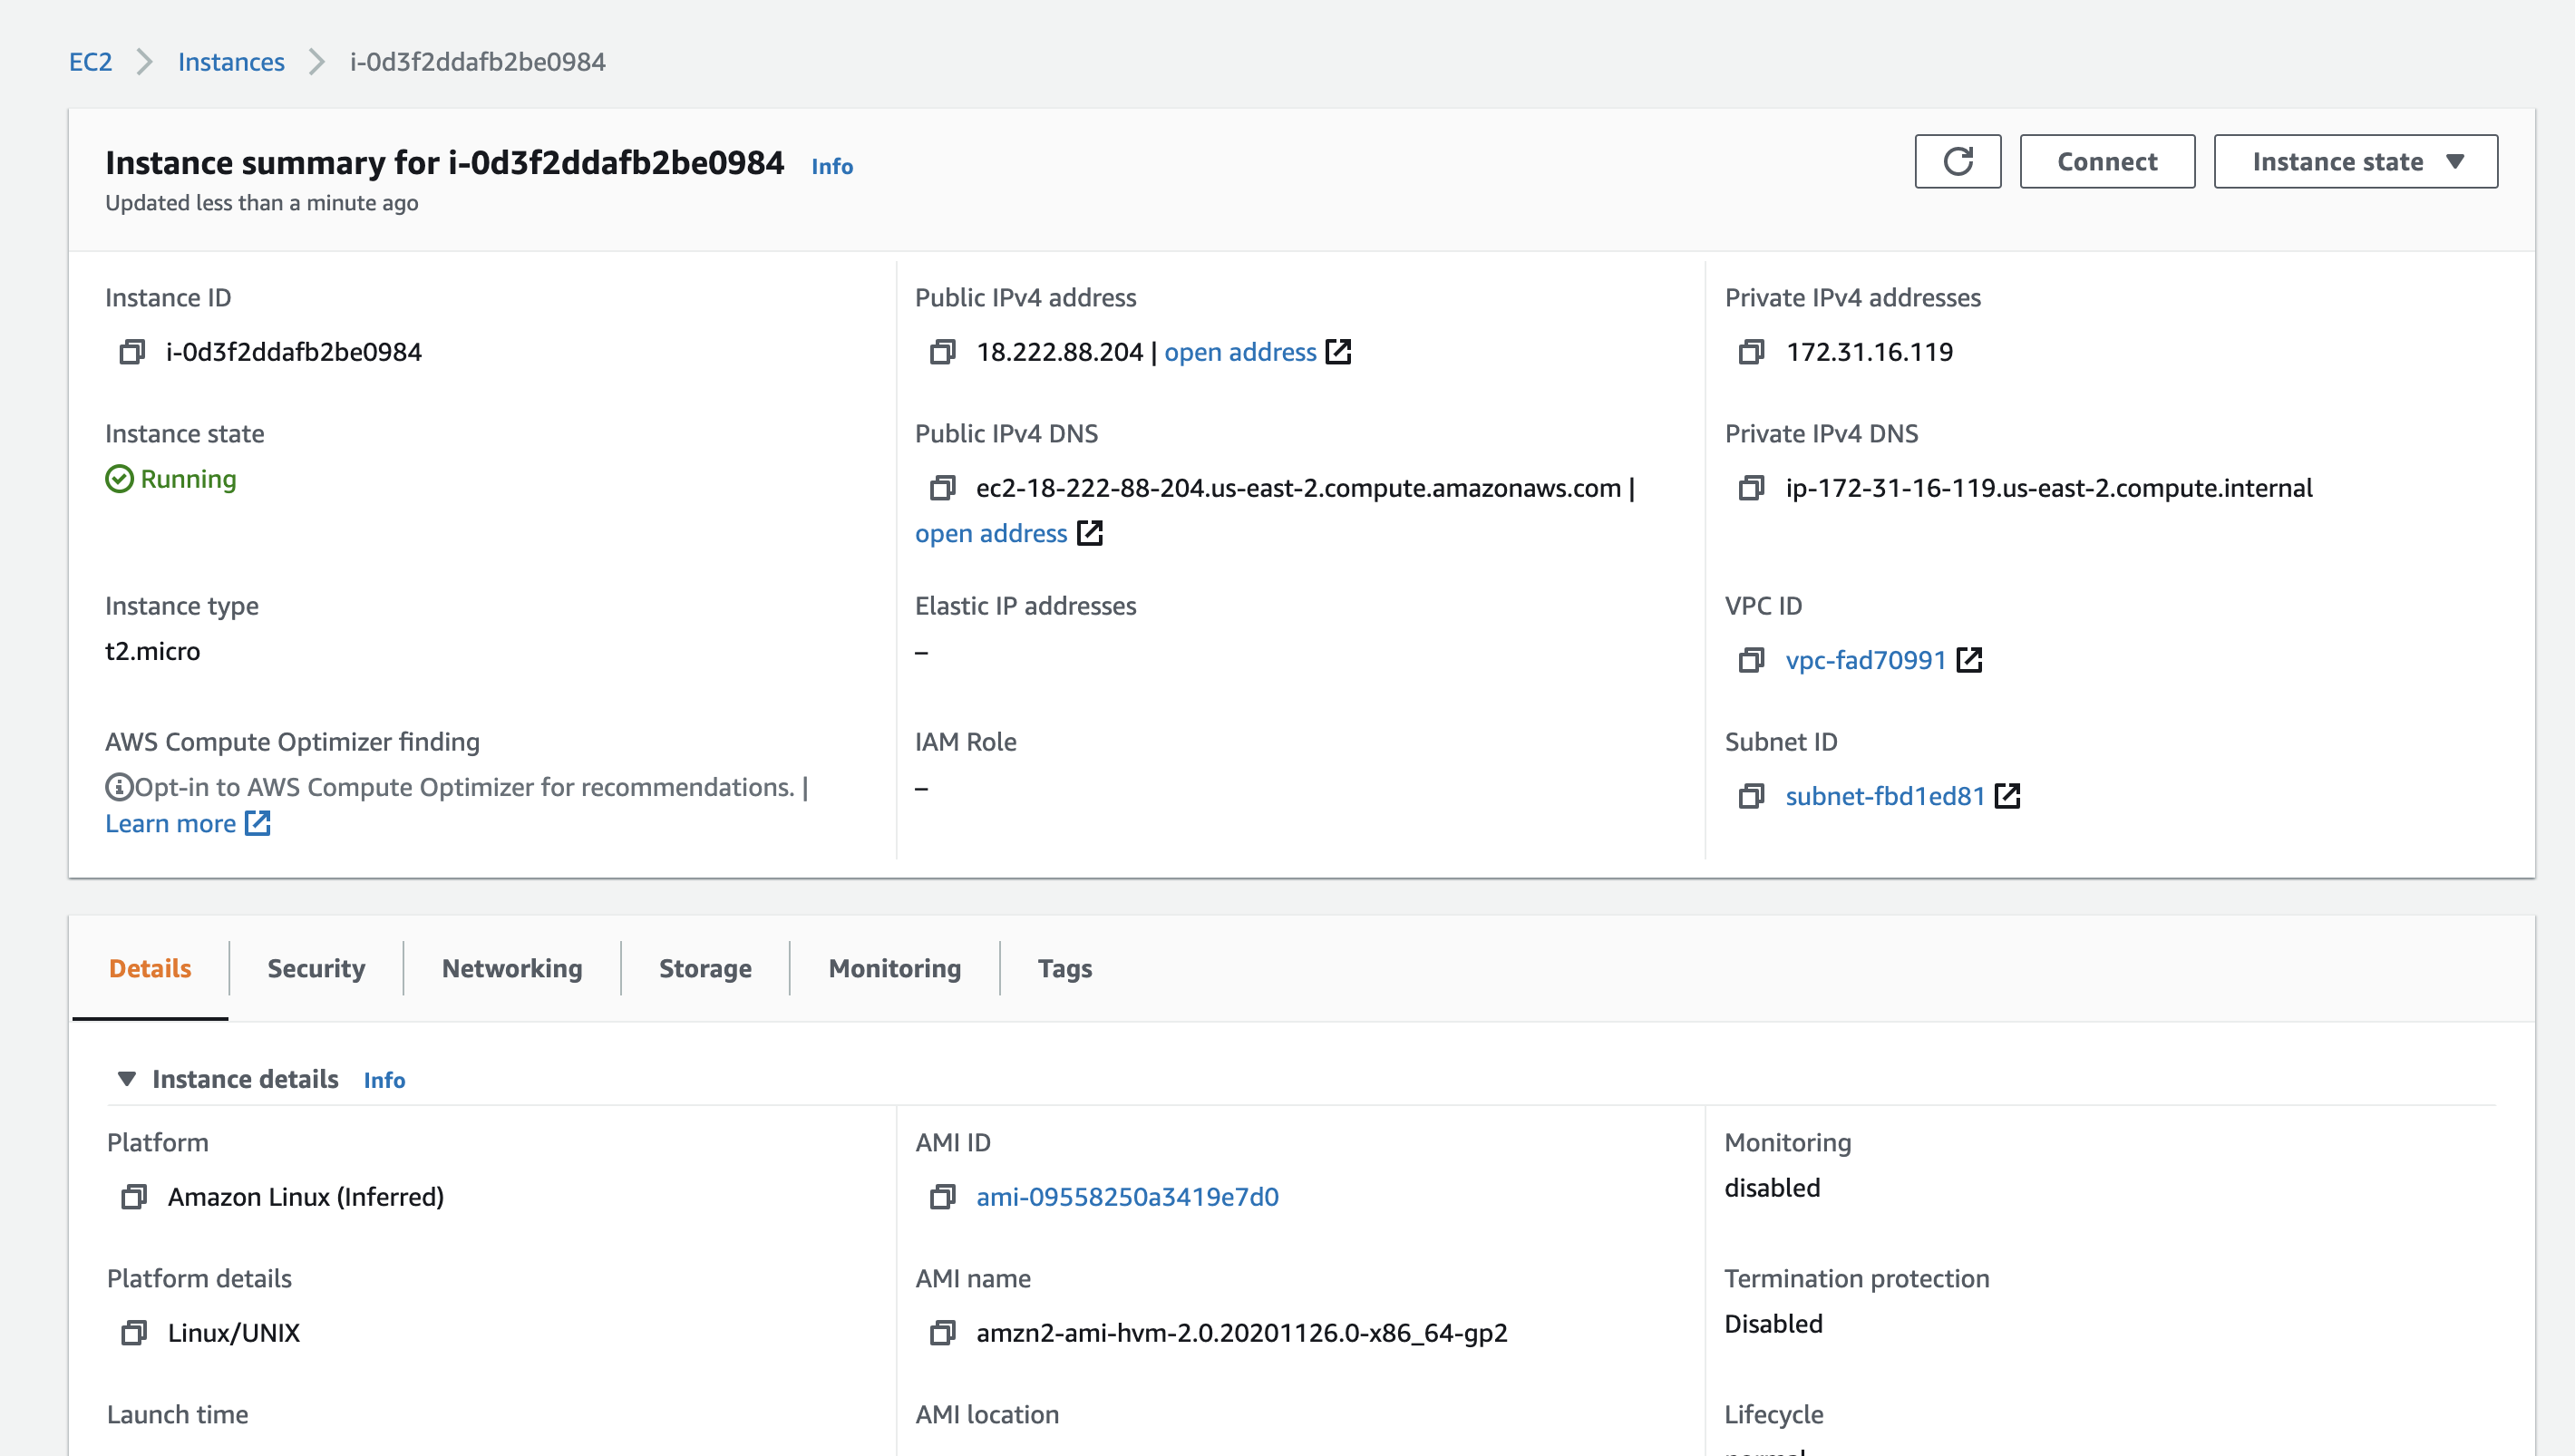 EC2 > Instances > i-0d3f2ddafb2be0984
Instance summary for i-0d3f2ddafb2be0984 Info
Updated less than a minute ago
Connect
Instance state
Instance ID
i-0d3f2ddafb2be0984
Public IPv4 address
18.222.88.204 | open address
Private IPv4 addresses
172.31.16.119
Instance state
Running
Public IPv4 DNS
ec2-18-222-88-204.us-east-2.compute.amazonaws.com |
open address
Private IPv4 DNS
ip-172-31-16-119.us-east-2.compute.internal
Instance type
t2.micro
Elastic IP addresses
–
VPC ID
vpc-fad70991
AWS Compute Optimizer finding
Opt-in to AWS Compute Optimizer for recommendations. |
Learn more
IAM Role
–
Subnet ID
subnet-fbd1ed81
Details
Security
Networking
Storage
Monitoring
Tags
Instance details Info
Platform
Amazon Linux (Inferred)
AMI ID
ami-09558250a3419e7d0
Monitoring
disabled
Platform details
Linux/UNIX
AMI name
amzn2-ami-hvm-2.0.20201126.0-x86_64-gp2
Termination protection
Disabled
Launch time
AMI location
Lifecycle